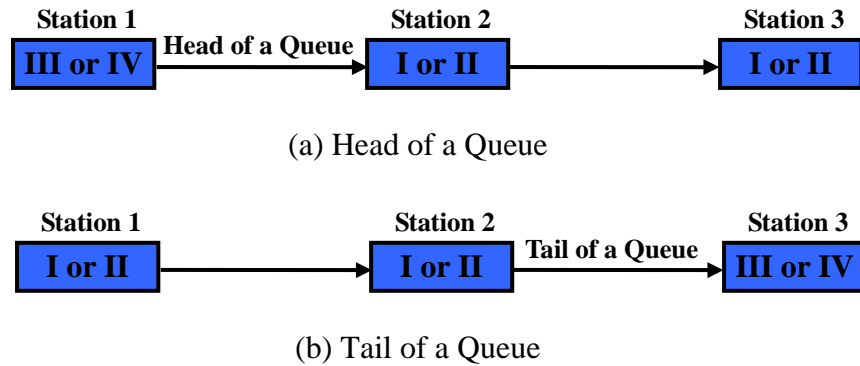 Station 1 Station 2 Station 3
Head of a Queue
III or IV I or II I or II
(a) Head of a Queue
Station 1 Station 2 Station 3
Tail of a Queue
I or II I or II III or IV
(b) Tail of a Queue